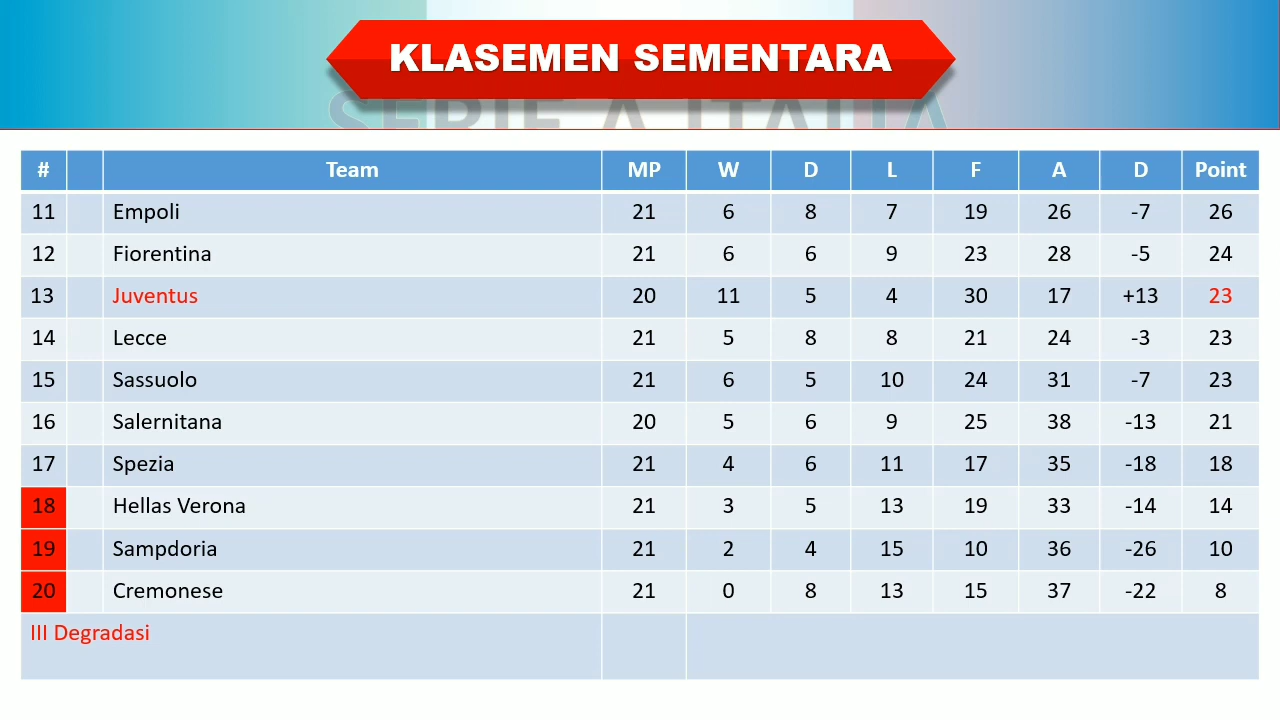 KLASEMEN SEMENTARA
SERIE A ITALIA
# Team MP W D L F A D Point
11 Empoli 21 6 8 7 19 26 -7 26
12 Fiorentina 21 6 6 9 23 28 -5 24
13 Juventus 20 11 5 4 30 17 +13 23
14 Lecce 21 5 8 8 21 24 -3 23
15 Sassuolo 21 6 5 10 24 31 -7 23
16 Salernitana 20 5 6 9 25 38 -13 21
17 Spezia 21 4 6 11 17 35 -18 18
18 Hellas Verona 21 3 5 13 19 33 -14 14
19 Sampdoria 21 2 4 15 10 36 -26 10
20 Cremonese 21 0 8 13 15 37 -22 8
III Degradasi